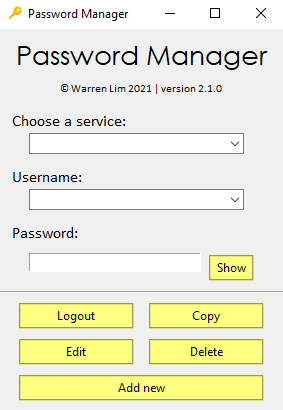 Password Manager
Password Manager
© Warren Lim 2021 | version 2.1.0
Choose a service:
Username:
Password:
Show
Logout
Copy
Edit
Delete
Add new